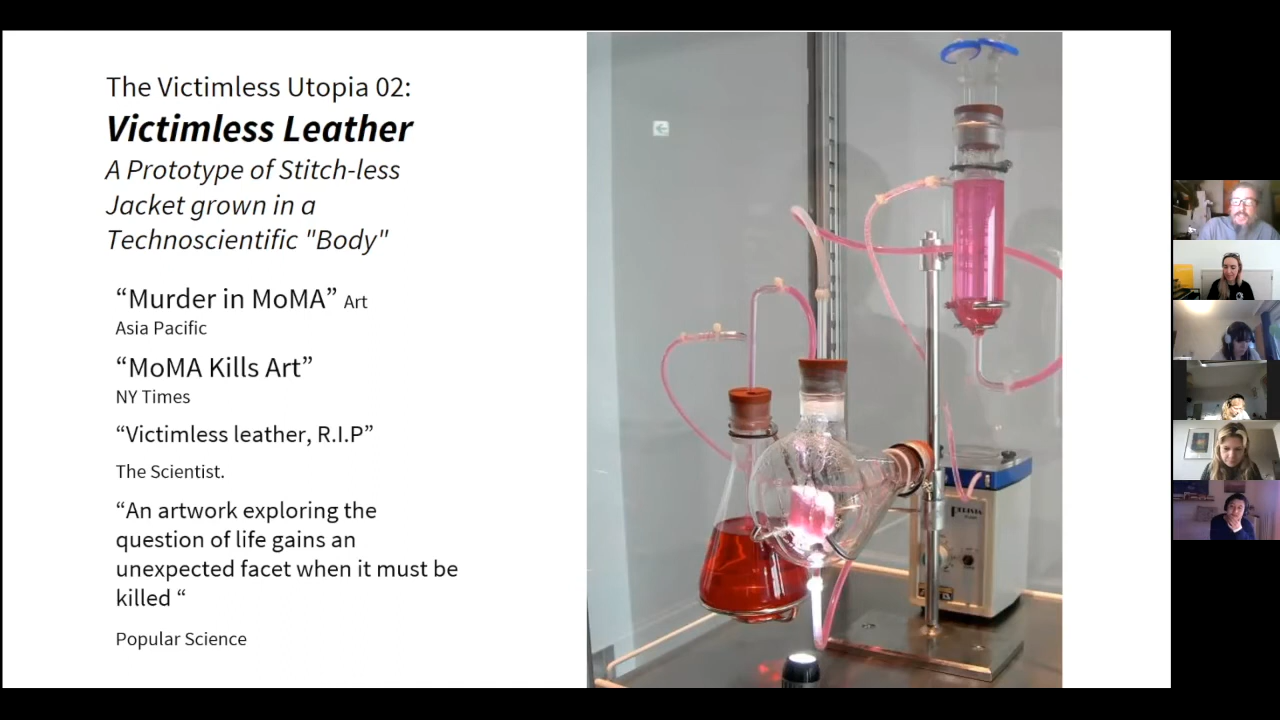 The Victimless Utopia 02:
Victimless Leather
A Prototype of Stitch-less
Jacket grown in a
Technoscientific "Body"
“Murder in MoMA” Art
Asia Pacific
“MoMA Kills Art”
NY Times
“Victimless leather, R.I.P”
The Scientist.
“An artwork exploring the
question of life gains an
unexpected facet when it must be
killed “
Popular Science